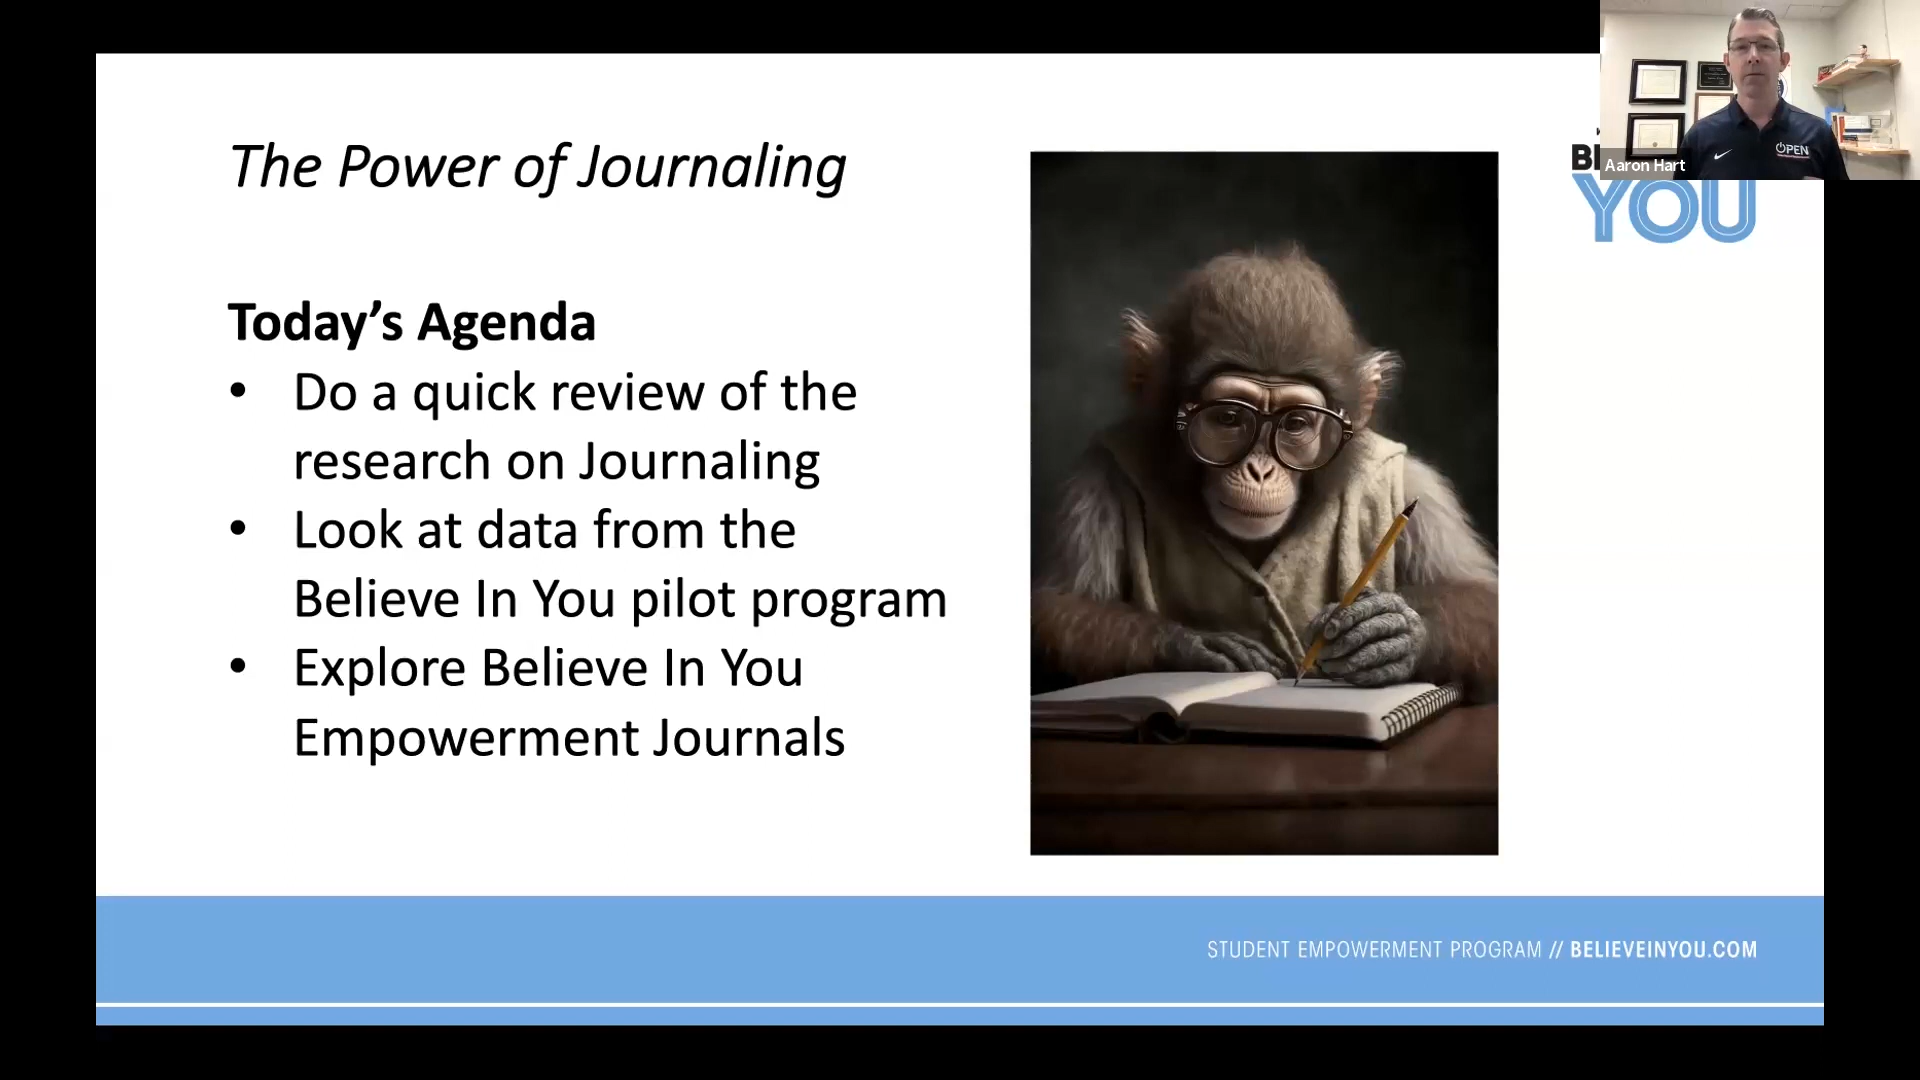 The Power of Journaling
Today’s Agenda
• Do a quick review of the
research on Journaling
• Look at data from the
Believe In You pilot program
• Explore Believe In You
Empowerment Journals
YOU
Aaron Hart
OPEN
STUDENT EMPOWERMENT PROGRAM // BELIEVEINYOU.COM